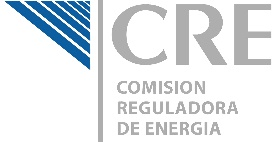 CRE
COMISION
REGULADORA
DE ENERGIA